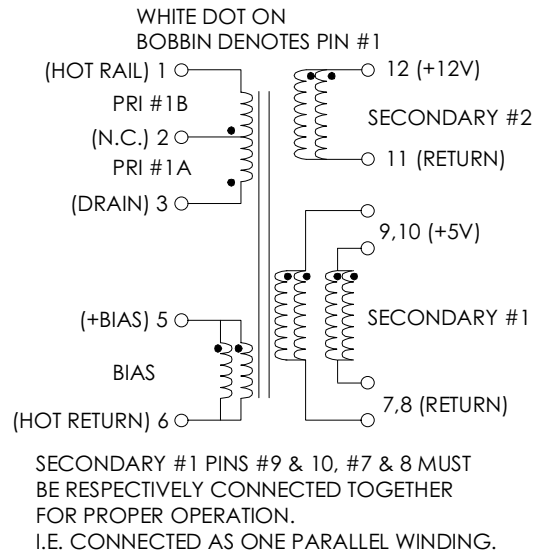 WHITE DOT ON
BOBBIN DENOTES PIN #1
(HOT RAIL) 1
12 (+12V)
PRI #1B
SECONDARY #2
(N.C.) 2
PRI #1A
11 (RETURN)
(DRAIN) 3
9,10 (+5V)
(+BIAS) 5
SECONDARY #1
BIAS
7,8 (RETURN)
(HOT RETURN) 6
SECONDARY #1 PINS #9 & 10, #7 & 8 MUST
BE RESPECTIVELY CONNECTED TOGETHER
FOR PROPER OPERATION.
I.E. CONNECTED AS ONE PARALLEL WINDING.